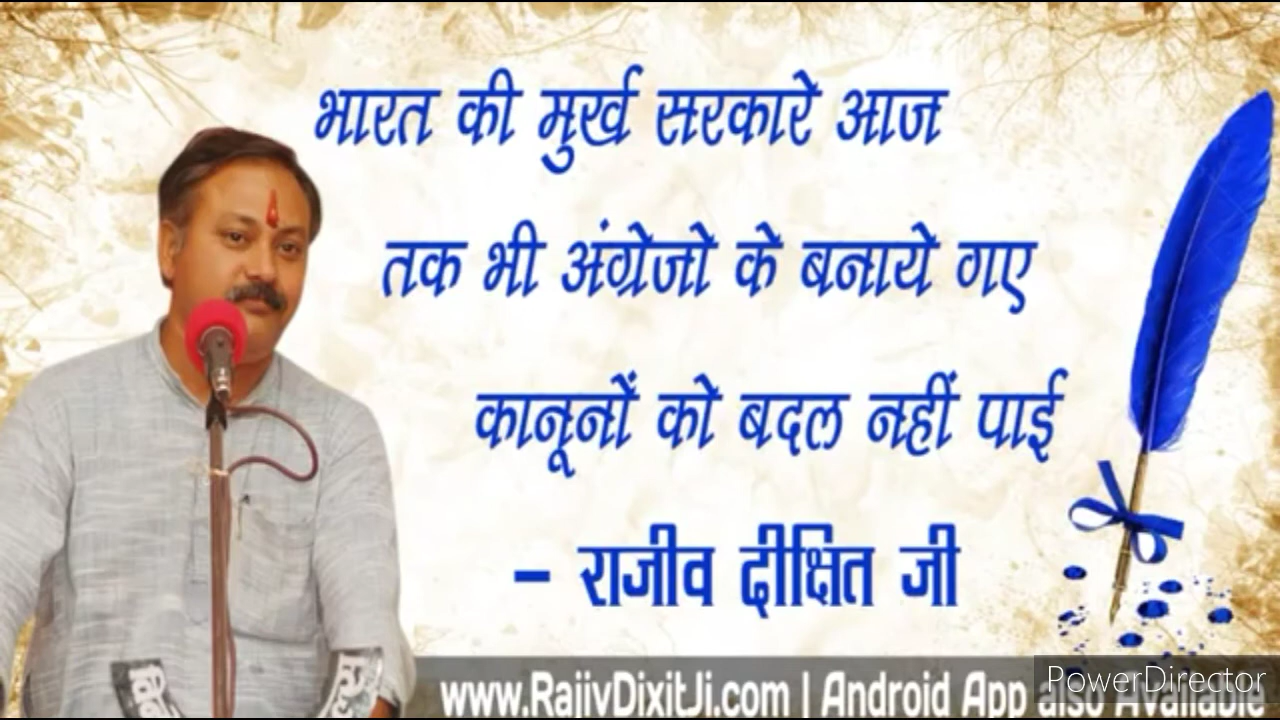 भारत की मुर्ख सरकारे आज
तक भी अंग्रेजो के बनाये गए
कानूनों को बदल नहीं पाई
– राजीव दीक्षित जी
www.RajivDixitJi.com | Android App also Available
PowerDirector